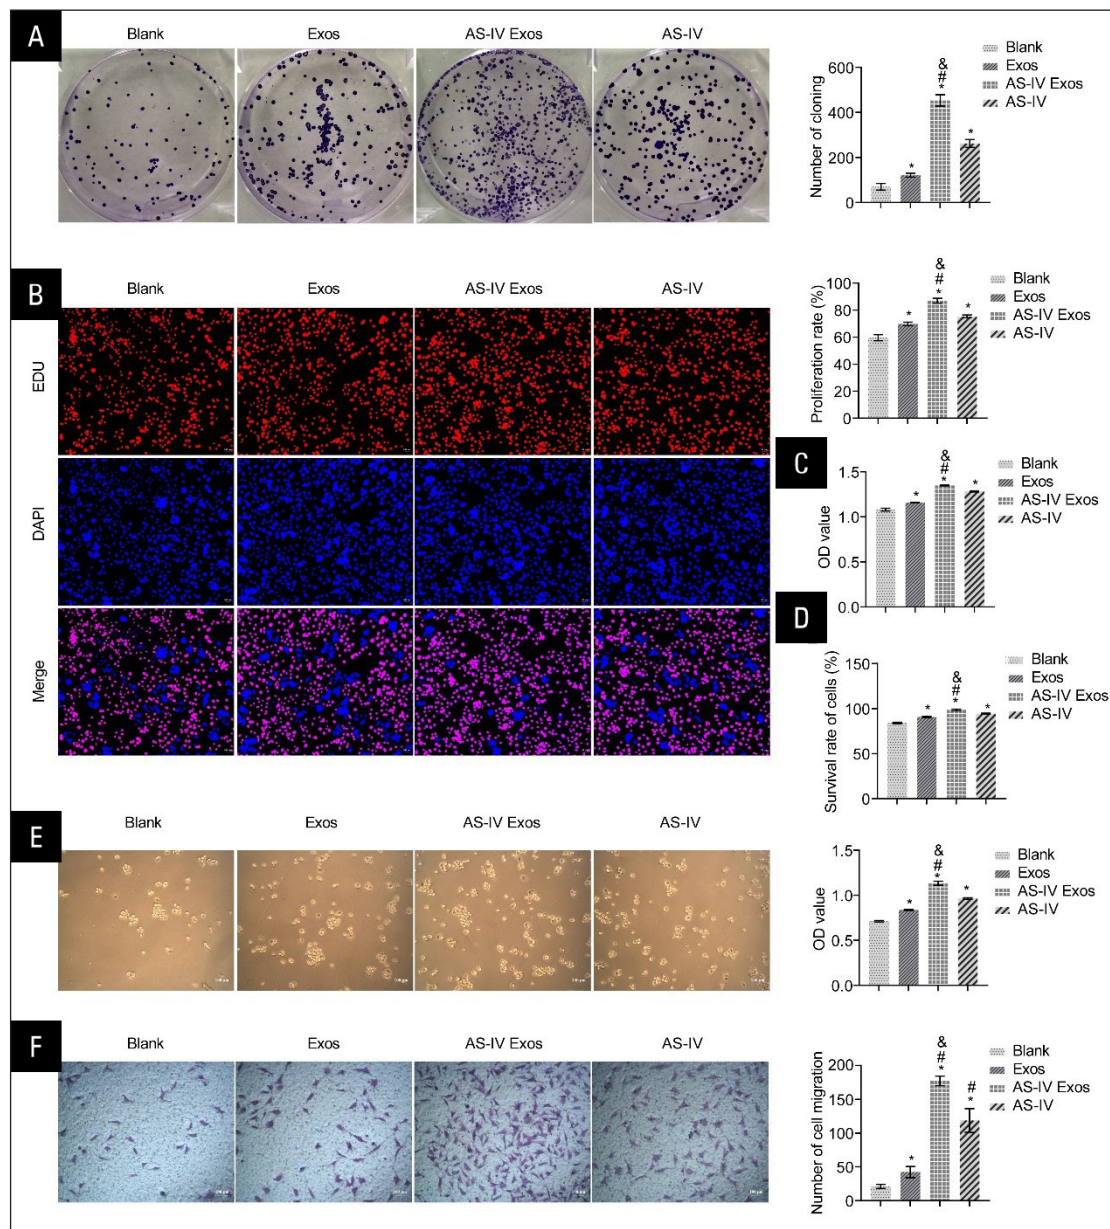 A
Blank
Exos
AS-IV Exos
AS-IV
Number of cloning
600
400
200
0
*
*
&
#
*
*
Blank
Exos
AS-IV Exos
AS-IV
B
Blank
Exos
AS-IV Exos
AS-IV
EDU
DAPI
Merge
Proliferation rate (%)
100
80
60
40
20
0
*
&
#
*
*
Blank
Exos
AS-IV Exos
AS-IV
C
OD value
1.5
1.0
0.5
0.0
*
&
#
*
*
Blank
Exos
AS-IV Exos
AS-IV
D
Survival rate of cells (%)
150
100
50
0
*
&
#
*
*
Blank
Exos
AS-IV Exos
AS-IV
E
Blank
Exos
AS-IV Exos
AS-IV
OD value
1.5
1.0
0.5
0.0
*
&
#
*
*
Blank
Exos
AS-IV Exos
AS-IV
F
Blank
Exos
AS-IV Exos
AS-IV
Number of cell migration
200
150
100
50
0
*
&
#
*
#
*
Blank
Exos
AS-IV Exos
AS-IV